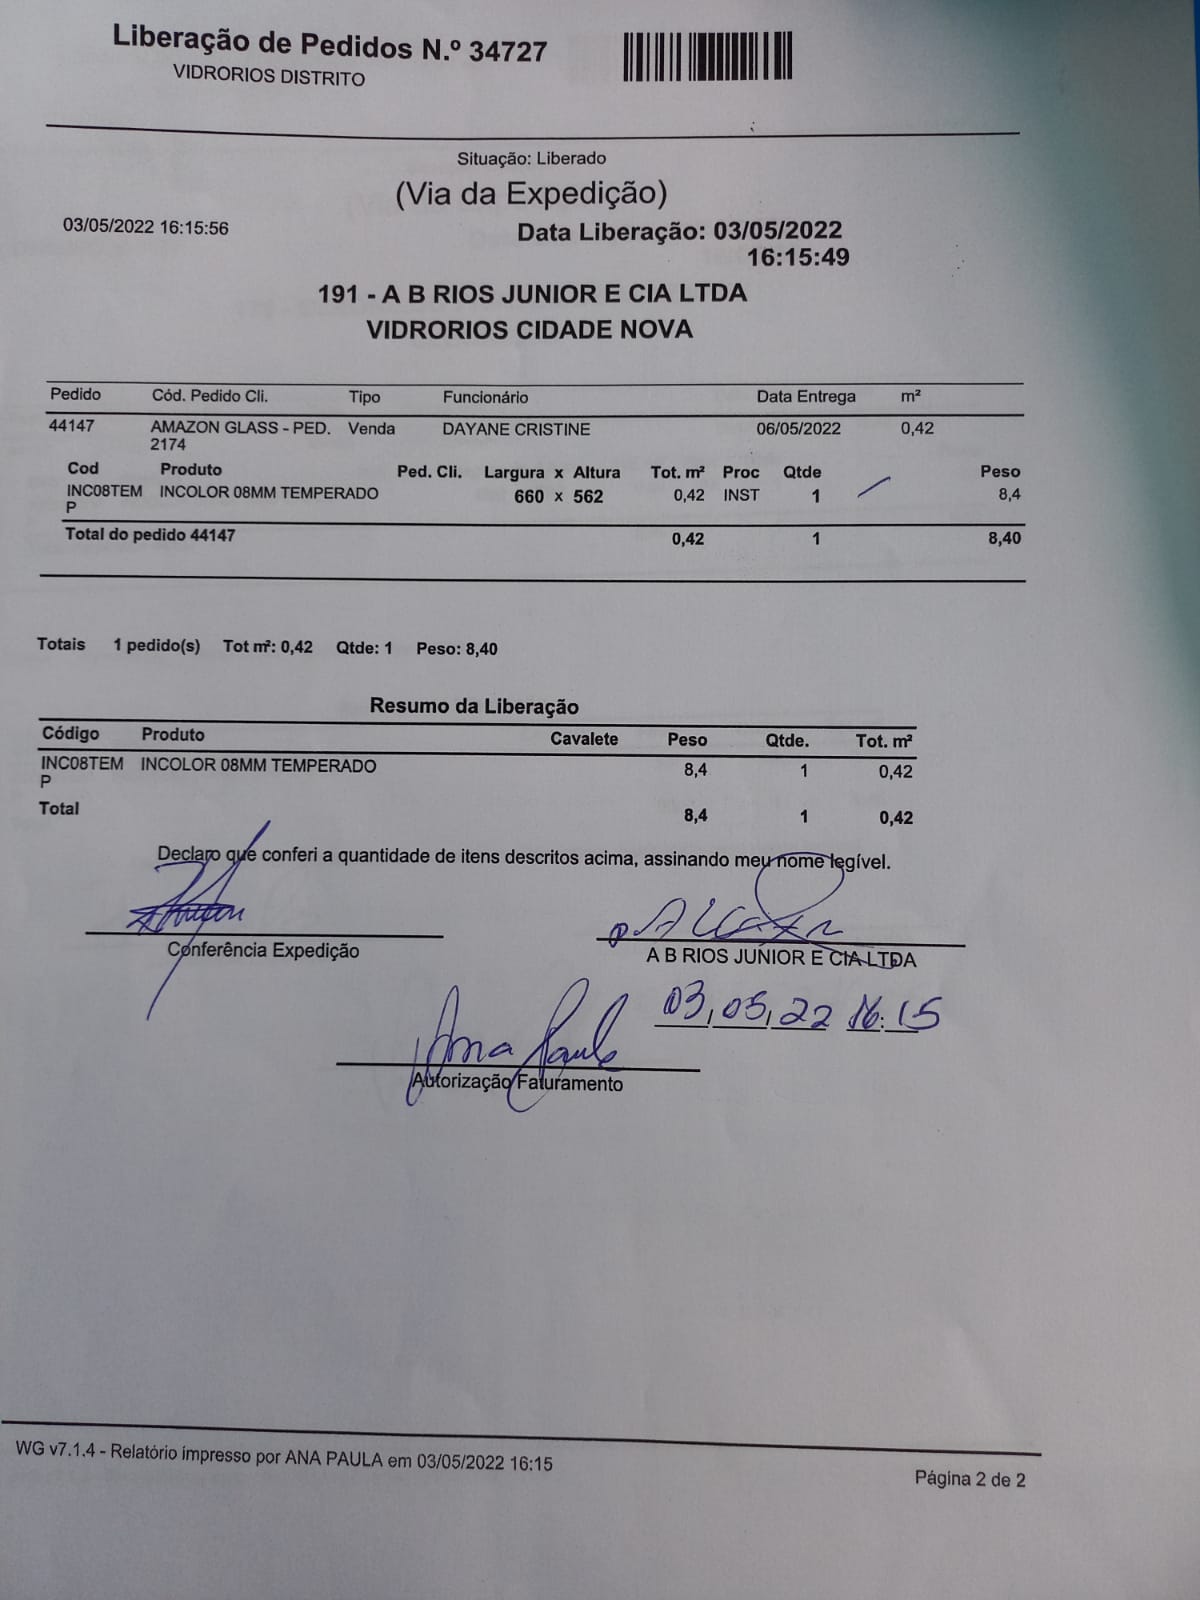 Liberação de Pedidos N.º 34727
VIDRORIOS DISTRITO
Situação: Liberado
(Via da Expedição)
03/05/2022 16:15:56
Data Liberação: 03/05/2022
16:15:49
191 - A B RIOS JUNIOR E CIA LTDA
VIDRORIOS CIDADE NOVA
Pedido Cód. Pedido Cli. Tipo Funcionário Data Entrega m²
44147 AMAZON GLASS - PED. Venda DAYANE CRISTINE 06/05/2022 0,42
2174
Cod Produto Ped. Cli. Largura x Altura Tot. m² Proc Qtde Peso
INC08TEM INCOLOR 08MM TEMPERADO 660 x 562 0,42 INST 1 8,4
P
Total do pedido 44147 0,42 1 8,40
Totais 1 pedido(s) Tot m²: 0,42 Qtde: 1 Peso: 8,40
Resumo da Liberação
Código Produto Cavalete Peso Qtde. Tot. m²
INC08TEM INCOLOR 08MM TEMPERADO 8,4 1 0,42
P
Total 8,4 1 0,42
Declaro que conferi a quantidade de itens descritos acima, assinando meu nome legível.
Conferência Expedição
A B RIOS JUNIOR E CIA LTDA
03, 05, 22 16:15
Ana Paula
Autorização Faturamento
WG v7.1.4 - Relatório impresso por ANA PAULA em 03/05/2022 16:15
Página 2 de 2